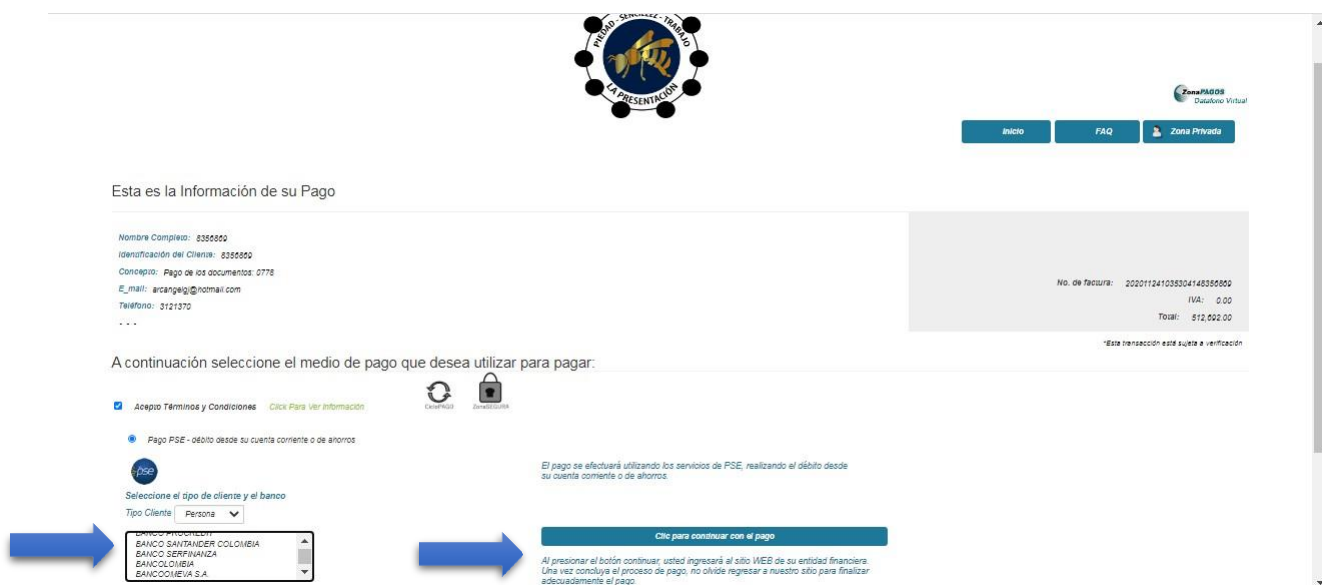 PIEDAD - SENCILLEZ - TRABAJO
LA PRESENTACIÓN
ZonaPAGOS
Datafono Virtual
Inicio
FAQ
Zona Privada
Esta es la Información de su Pago
Nombre Completo: 8356869
Identificación del Cliente: 8356869
Concepto: Pago de los documentos: 0778
E_mail: arcangelgj@hotmail.com
Teléfono: 3121370
. . .
No. de factura: 202011241035304148356869
IVA: 0.00
Total: 512,692.00
*Esta transacción está sujeta a verificación
A continuación seleccione el medio de pago que desea utilizar para pagar:
Acepto Términos y Condiciones Click Para Ver Información
CiclaPAGO ZonaSEGURA
Pago PSE - débito desde su cuenta corriente o de ahorros
pse
El pago se efectuará utilizando los servicios de PSE, realizando el débito desde
su cuenta corriente o de ahorros.
Seleccione el tipo de cliente y el banco
Tipo Cliente Persona
BANCO PROCREDIT
BANCO SANTANDER COLOMBIA
BANCO SERFINANZA
BANCOLOMBIA
BANCOOMEVA S.A.
Clic para continuar con el pago
Al presionar el botón continuar, usted ingresará al sitio WEB de su entidad financiera.
Una vez concluya el proceso de pago, no olvide regresar a nuestro sitio para finalizar
adecuadamente el pago.